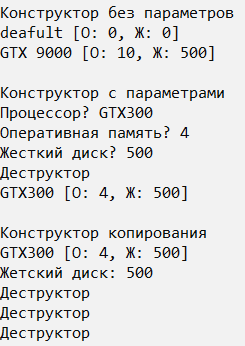 Конструктор без параметров
deafult [О: 0, Ж: 0]
GTX 9000 [О: 10, Ж: 500]
Конструктор с параметрами
Процессор? GTX300
Оперативная память? 4
Жесткий диск? 500
Деструктор
GTX300 [О: 4, Ж: 500]
Конструктор копирования
GTX300 [О: 4, Ж: 500]
Жетский диск: 500
Деструктор
Деструктор
Деструктор